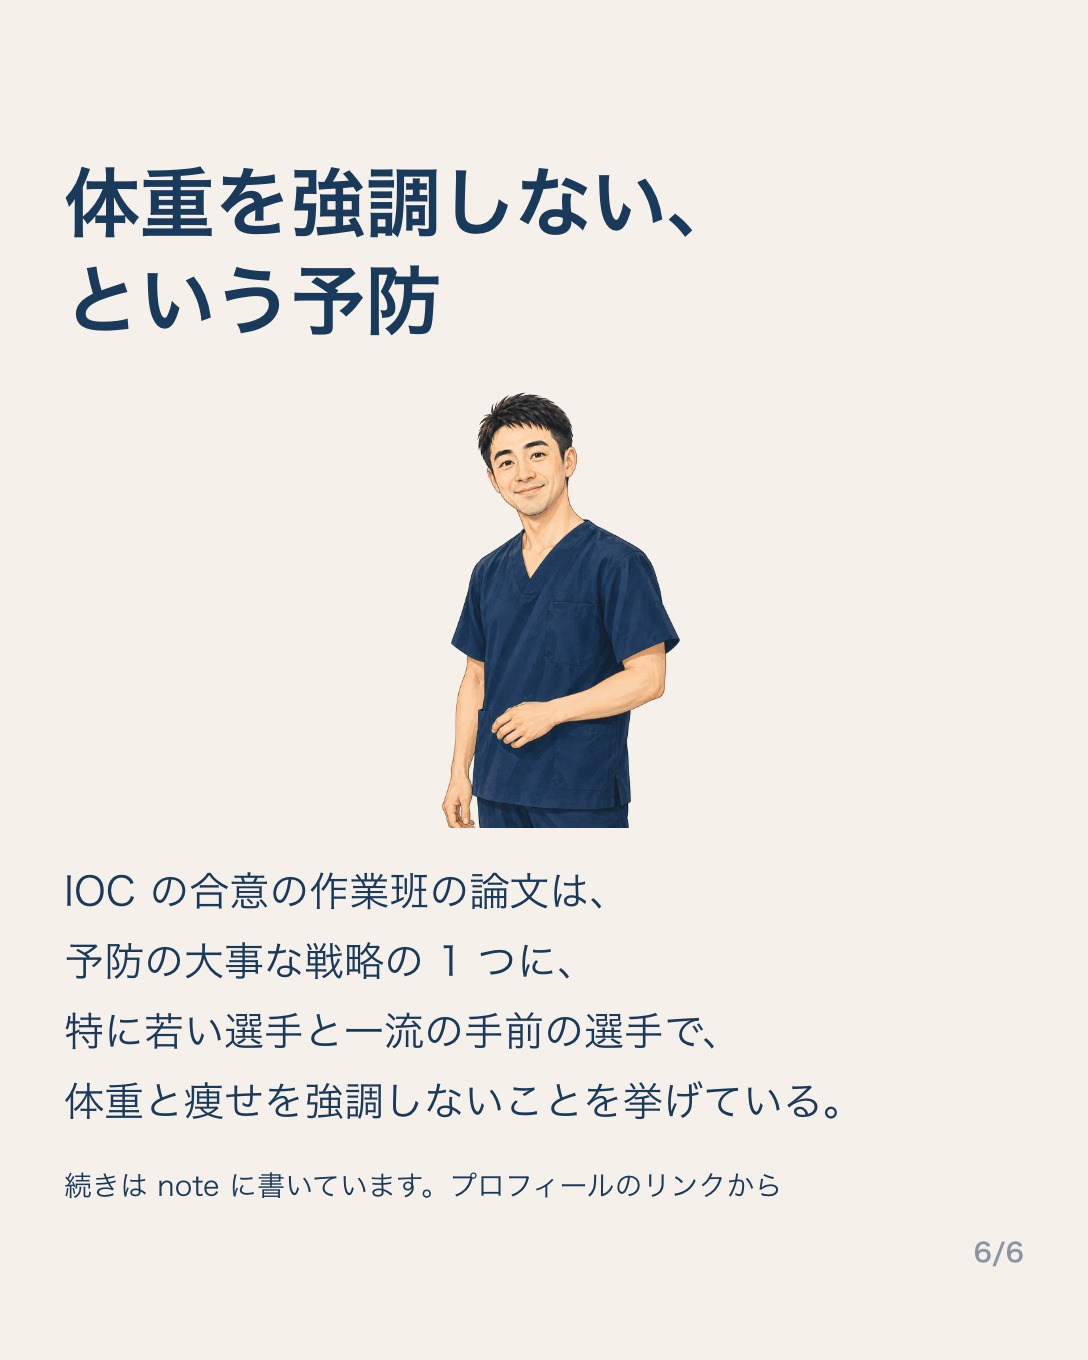 体重を強調しない、
という予防
IOC の合意の作業班の論文は、
予防の大事な戦略の 1 つに、
特に若い選手と一流の手前の選手で、
体重と痩せを強調しないことを挙げている。
続きは note に書いています。プロフィールのリンクから
6/6